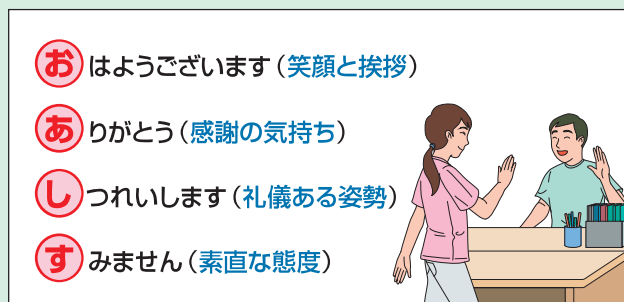 おはようございます（笑顔と挨拶）
ありがとう（感謝の気持ち）
しつれいします（礼儀ある姿勢）
すみません（素直な態度）